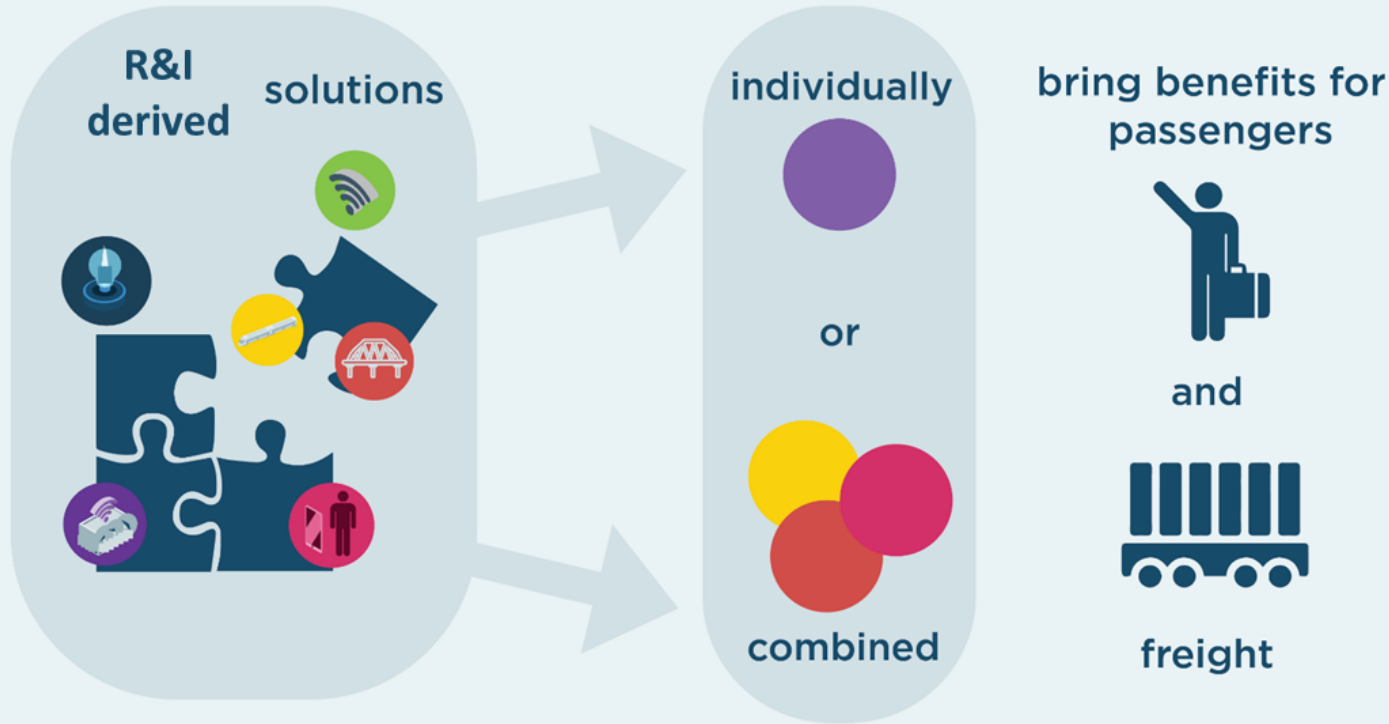 R&I
derived
solutions
individually
or
combined
bring benefits for
passengers
and
freight